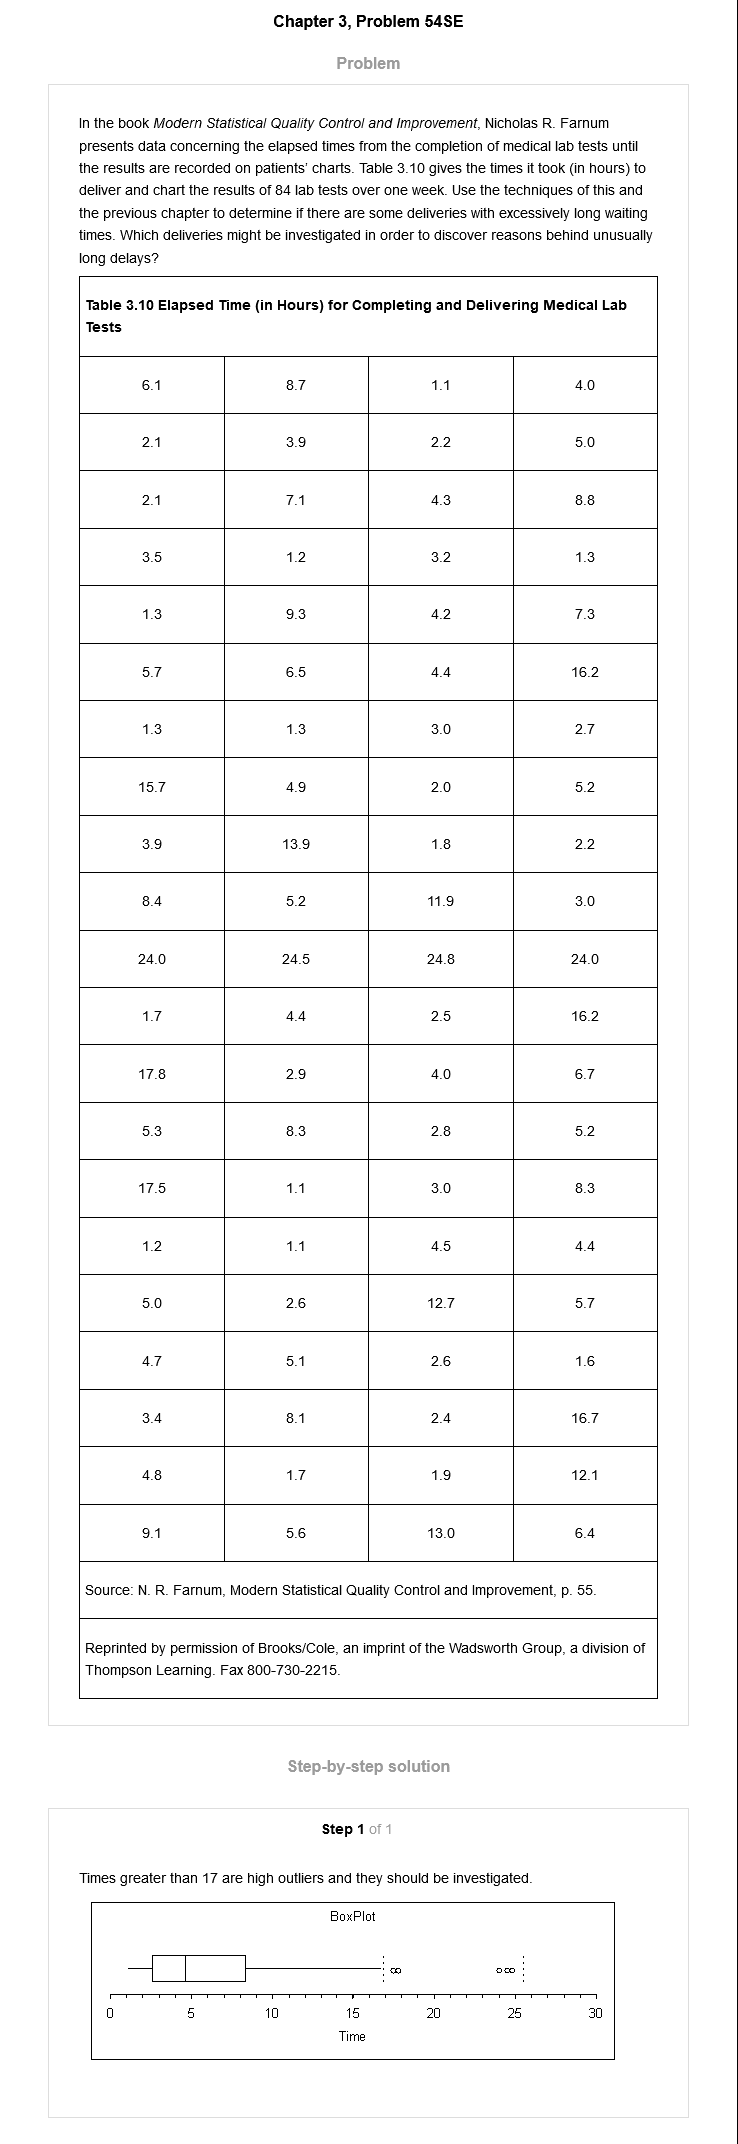 Chapter 3, Problem 54SE
Problem
In the book Modern Statistical Quality Control and Improvement, Nicholas R. Farnum
presents data concerning the elapsed times from the completion of medical lab tests until
the results are recorded on patients' charts. Table 3.10 gives the times it took (in hours) to
deliver and chart the results of 84 lab tests over one week. Use the techniques of this and
the previous chapter to determine if there are some deliveries with excessively long waiting
times. Which deliveries might be investigated in order to discover reasons behind unusually
long delays?
Table 3.10 Elapsed Time (in Hours) for Completing and Delivering Medical Lab
Tests
6.1 8.7 1.1 4.0
2.1 3.9 2.2 5.0
2.1 7.1 4.3 8.8
3.5 1.2 3.2 1.3
1.3 9.3 4.2 7.3
5.7 6.5 4.4 16.2
1.3 1.3 3.0 2.7
15.7 4.9 2.0 5.2
3.9 13.9 1.8 2.2
8.4 5.2 11.9 3.0
24.0 24.5 24.8 24.0
1.7 4.4 2.5 16.2
17.8 2.9 4.0 6.7
5.3 8.3 2.8 5.2
17.5 1.1 3.0 8.3
1.2 1.1 4.5 4.4
5.0 2.6 12.7 5.7
4.7 5.1 2.6 1.6
3.4 8.1 2.4 16.7
4.8 1.7 1.9 12.1
9.1 5.6 13.0 6.4
Source: N. R. Farnum, Modern Statistical Quality Control and Improvement, p. 55.
Reprinted by permission of Brooks/Cole, an imprint of the Wadsworth Group, a division of
Thompson Learning. Fax 800-730-2215.
Step-by-step solution
Step 1 of 1
Times greater than 17 are high outliers and they should be investigated.
BoxPlot
0 5 10 15 20 25 30
Time